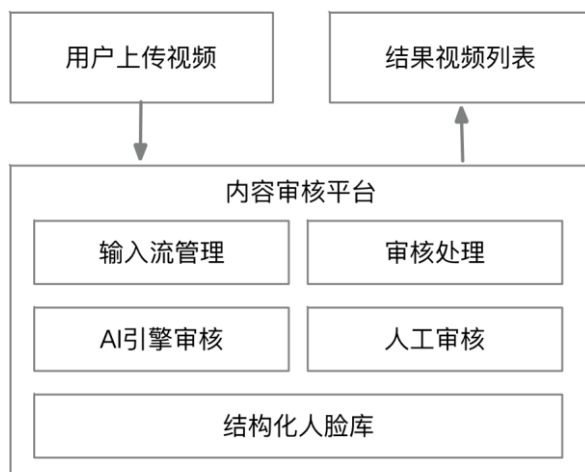 用户上传视频
结果视频列表
内容审核平台
输入流管理
审核处理
AI引擎审核
人工审核
结构化人脸库